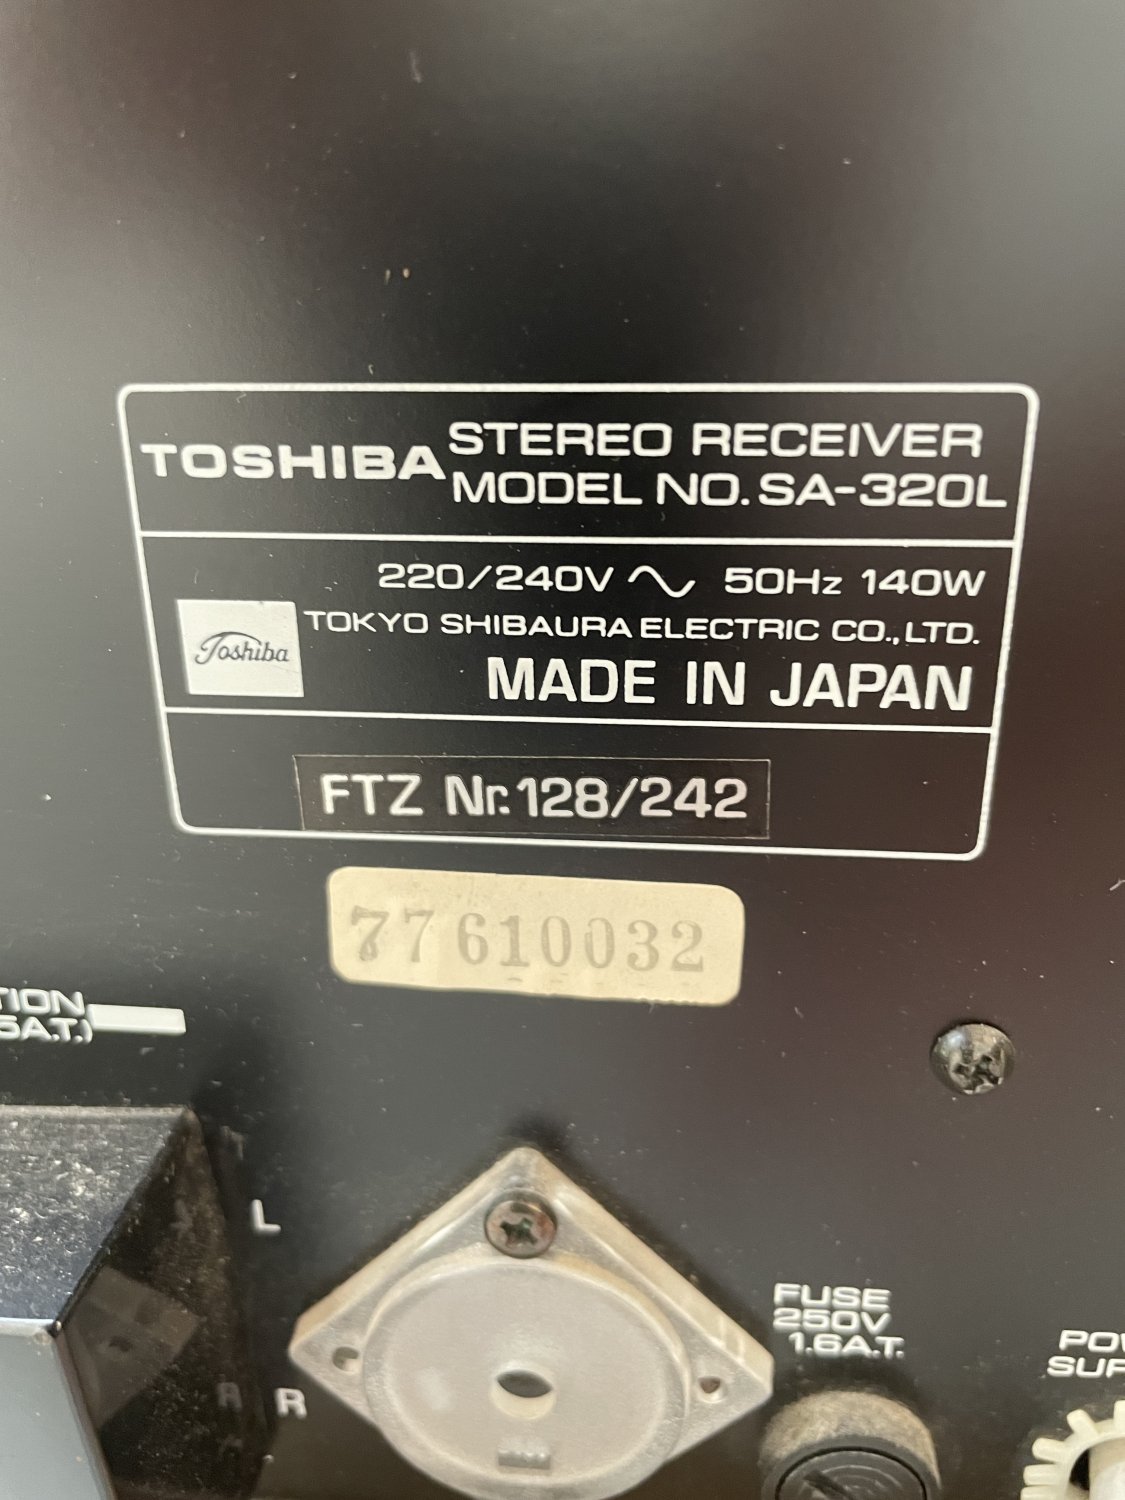 TOSHIBA
STEREO RECEIVER
MODEL NO. SA-320L
220/240V 50Hz 140W
Toshiba
TOKYO SHIBAURA ELECTRIC CO., LTD.
MADE IN JAPAN
FTZ Nr. 128/242
77610032
L
R
FUSE
250V
1.6A.T.